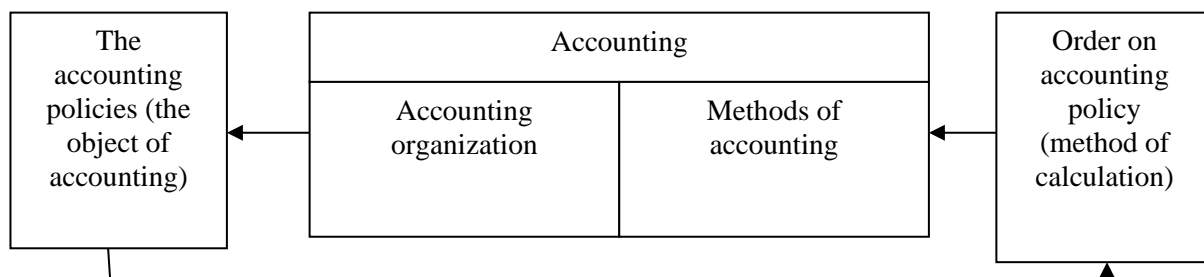 The
accounting
policies (the
object of
accounting)
Accounting
Accounting
organization
Methods of
accounting
Order on
accounting
policy
(method of
calculation)